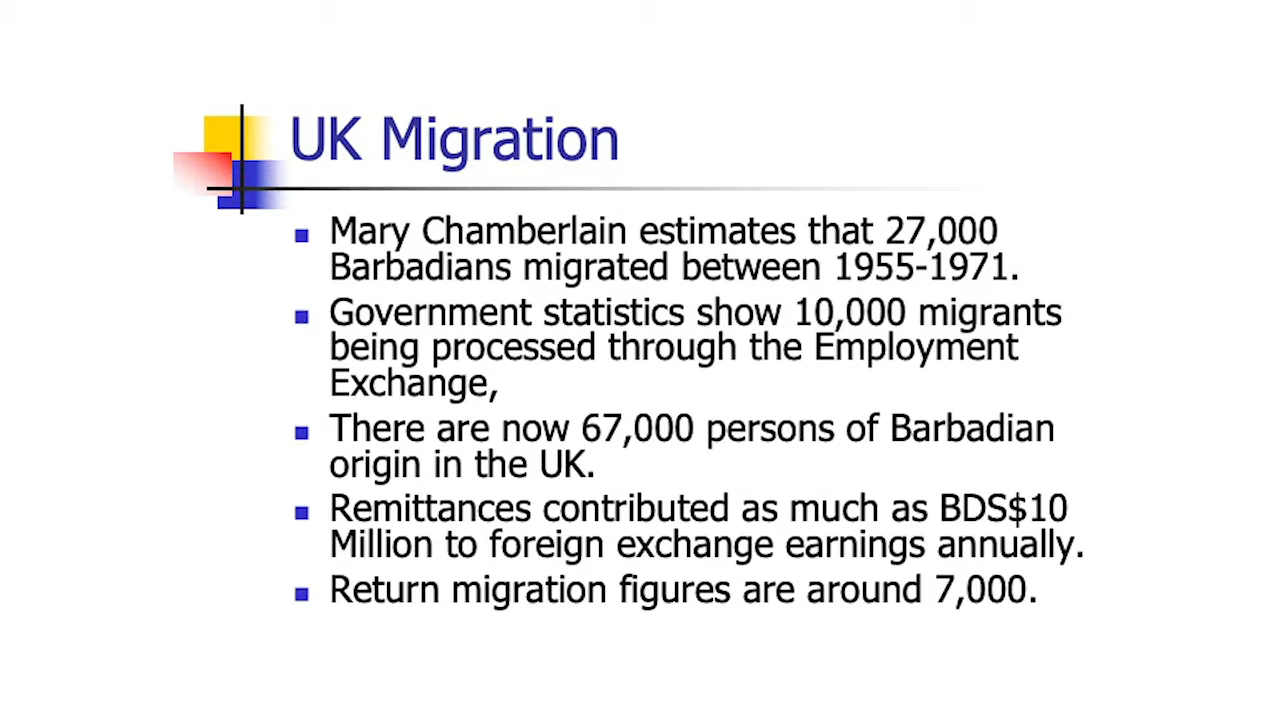 UK Migration
Mary Chamberlain estimates that 27,000
Barbadians migrated between 1955-1971.
Government statistics show 10,000 migrants
being processed through the Employment
Exchange,
There are now 67,000 persons of Barbadian
origin in the UK.
Remittances contributed as much as BDS$10
Million to foreign exchange earnings annually.
Return migration figures are around 7,000.